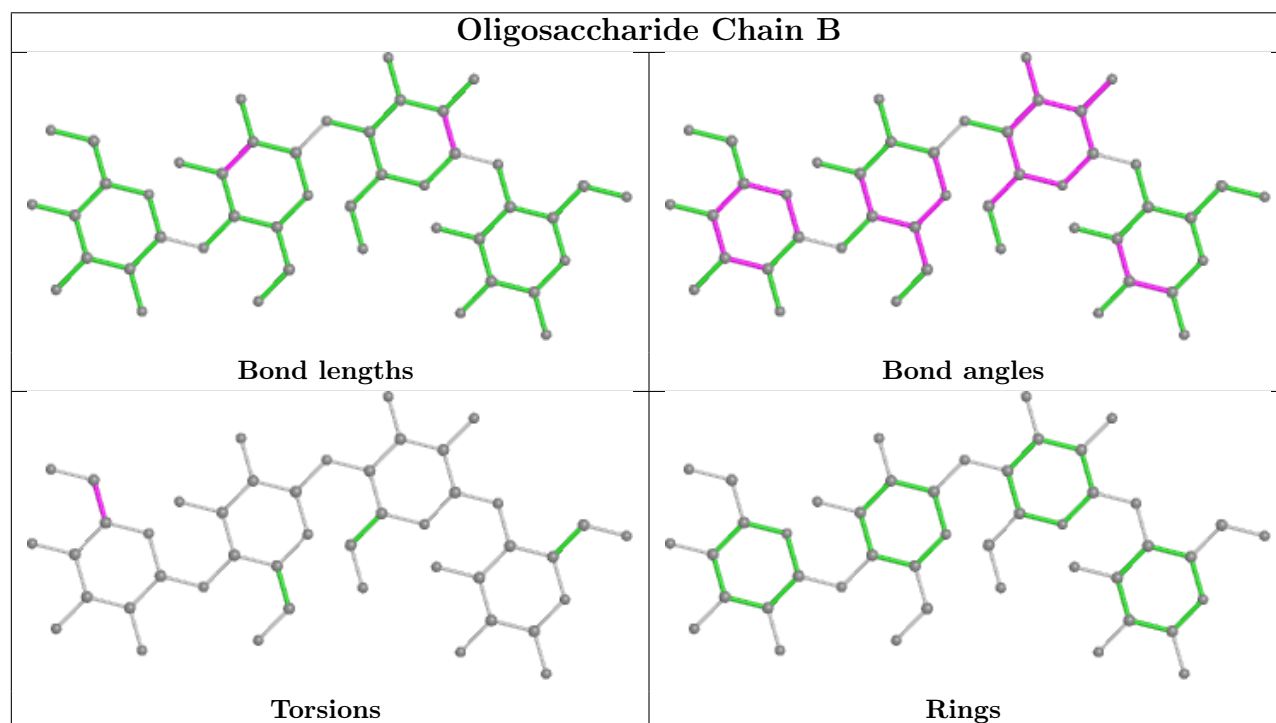 Oligosaccharide Chain B
Bond lengths
Bond angles
Torsions
Rings